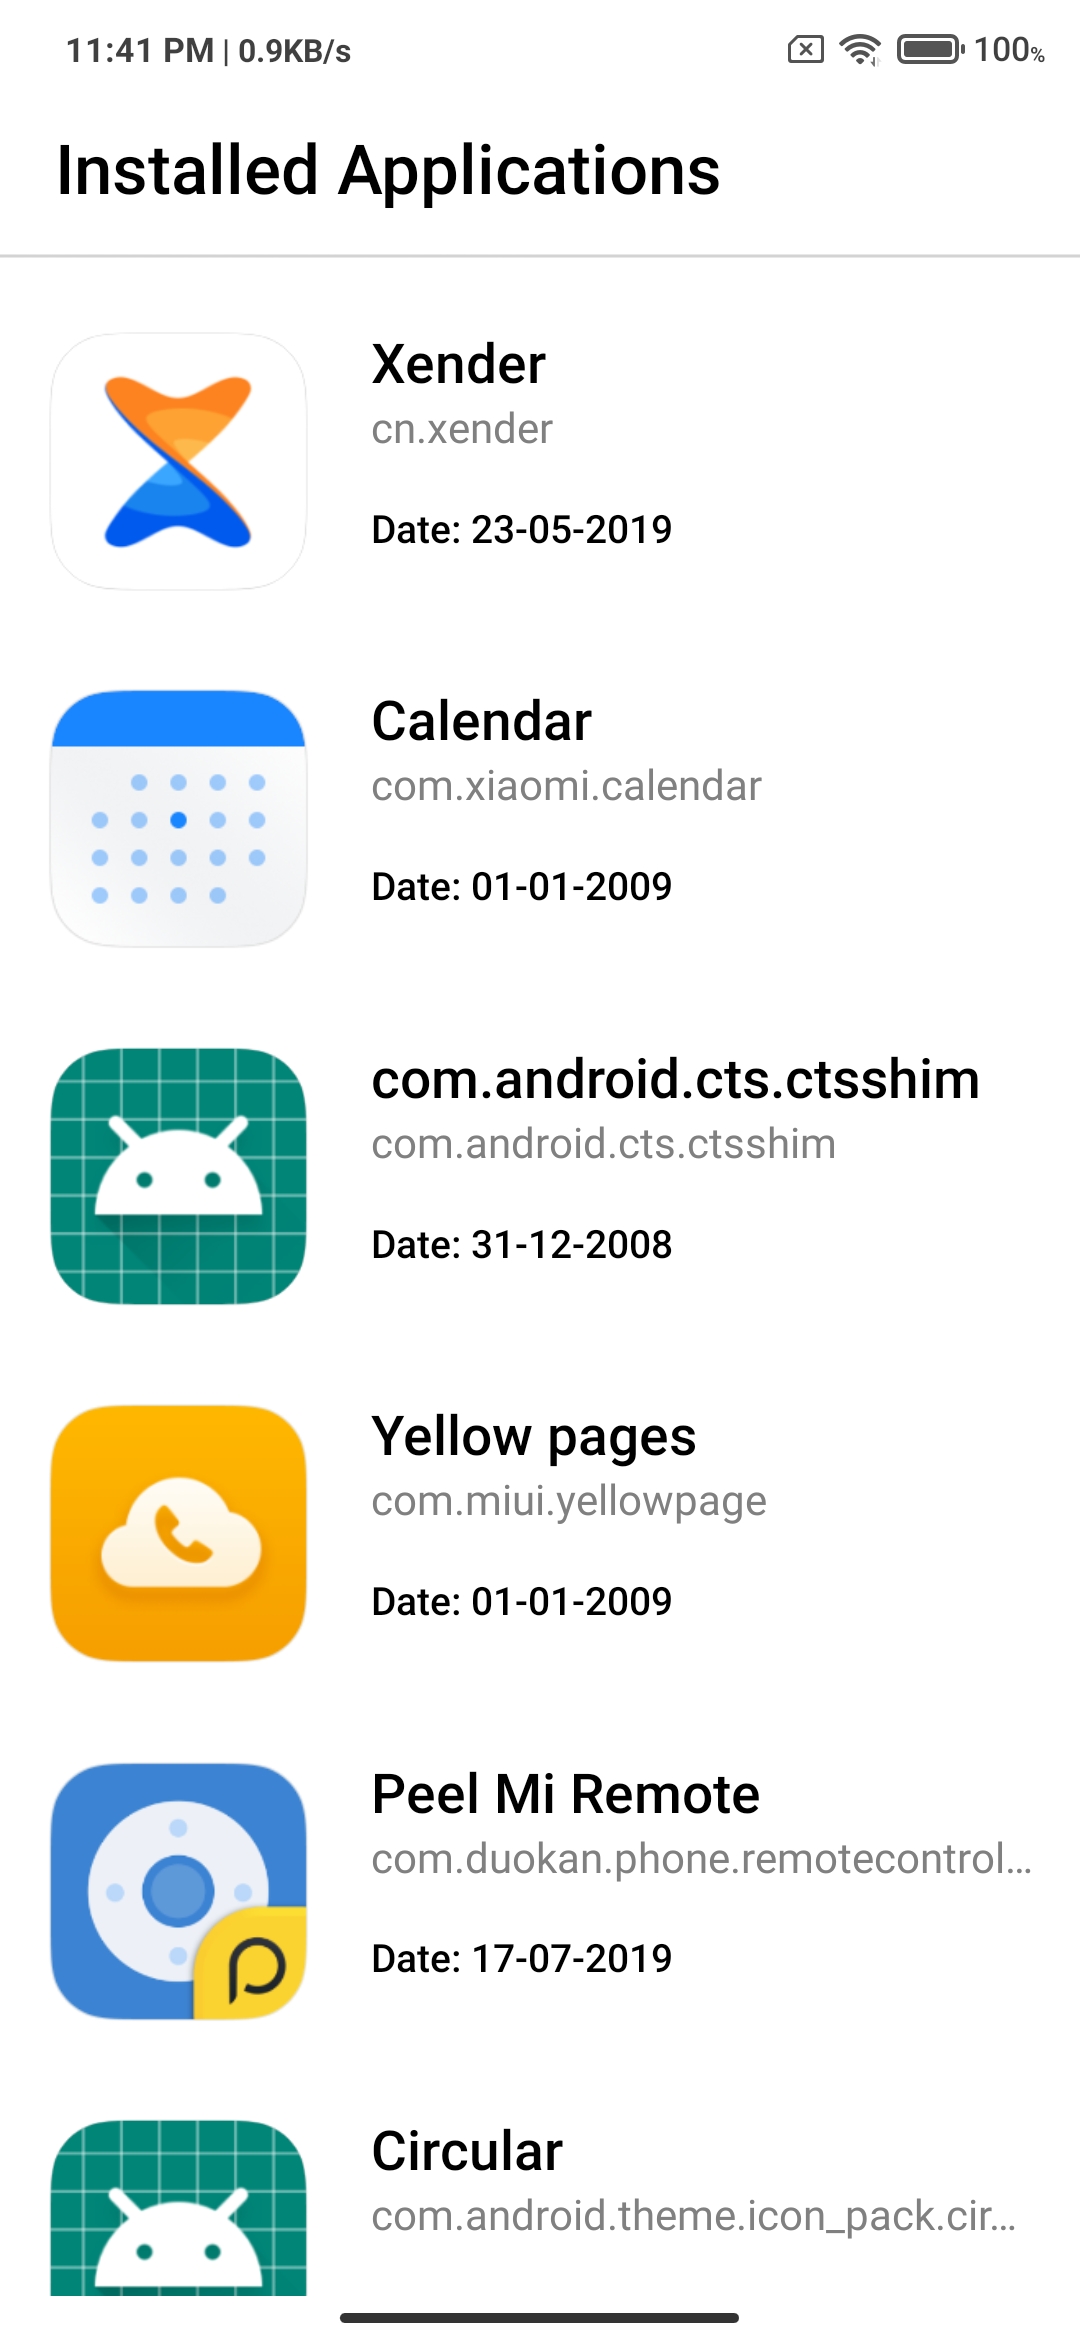 11:41 PM | 0.9KB/s 100%
Installed Applications
Xender
cn.xender
Date: 23-05-2019
Calendar
com.xiaomi.calendar
Date: 01-01-2009
com.android.cts.ctsshim
com.android.cts.ctsshim
Date: 31-12-2008
Yellow pages
com.miui.yellowpage
Date: 01-01-2009
Peel Mi Remote
com.duokan.phone.remotecontrol...
Date: 17-07-2019
Circular
com.android.theme.icon_pack.cir...